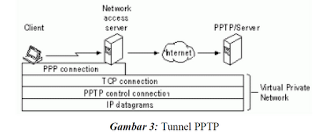 Network
access
server
Client
PPTP/Server
Internet
PPP connection
TCP connection
PPTP control connection
IP datagrams
Virtual Private
Network
Gambar 3: Tunnel PPTP